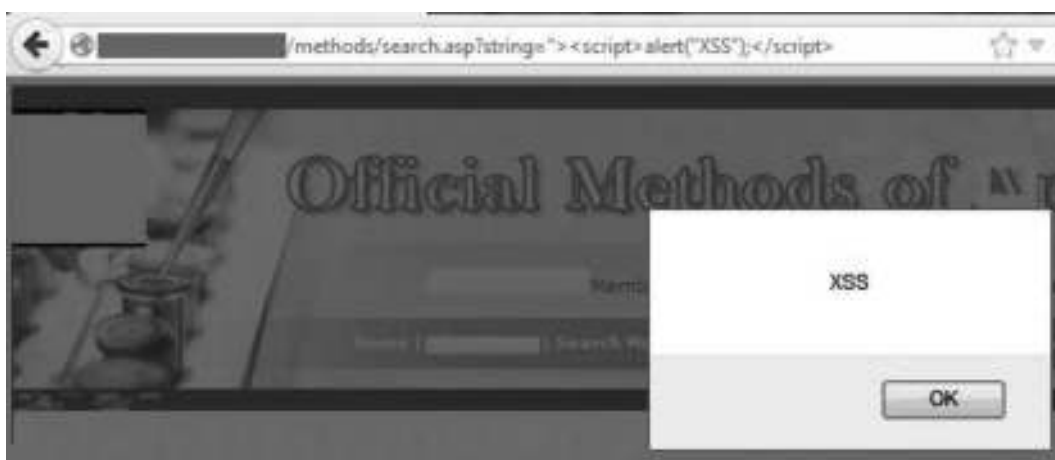 /methods/search.asp?string="><script>alert("XSS");</script>
Official Methods of
XSS
OK